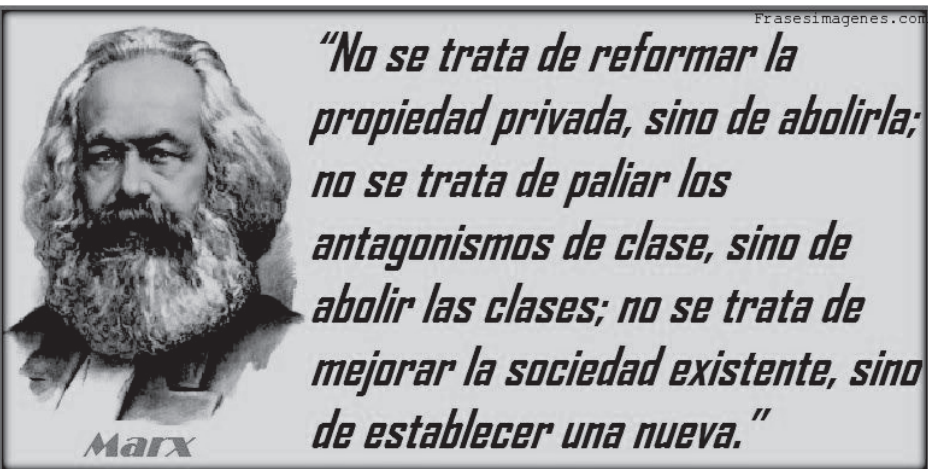 Frasesimagenes.com
“No se trata de reformar la
propiedad privada, sino de abolirla;
no se trata de paliar los
antagonismos de clase, sino de
abolir las clases; no se trata de
mejorar la sociedad existente, sino
de establecer una nueva.”
Marx